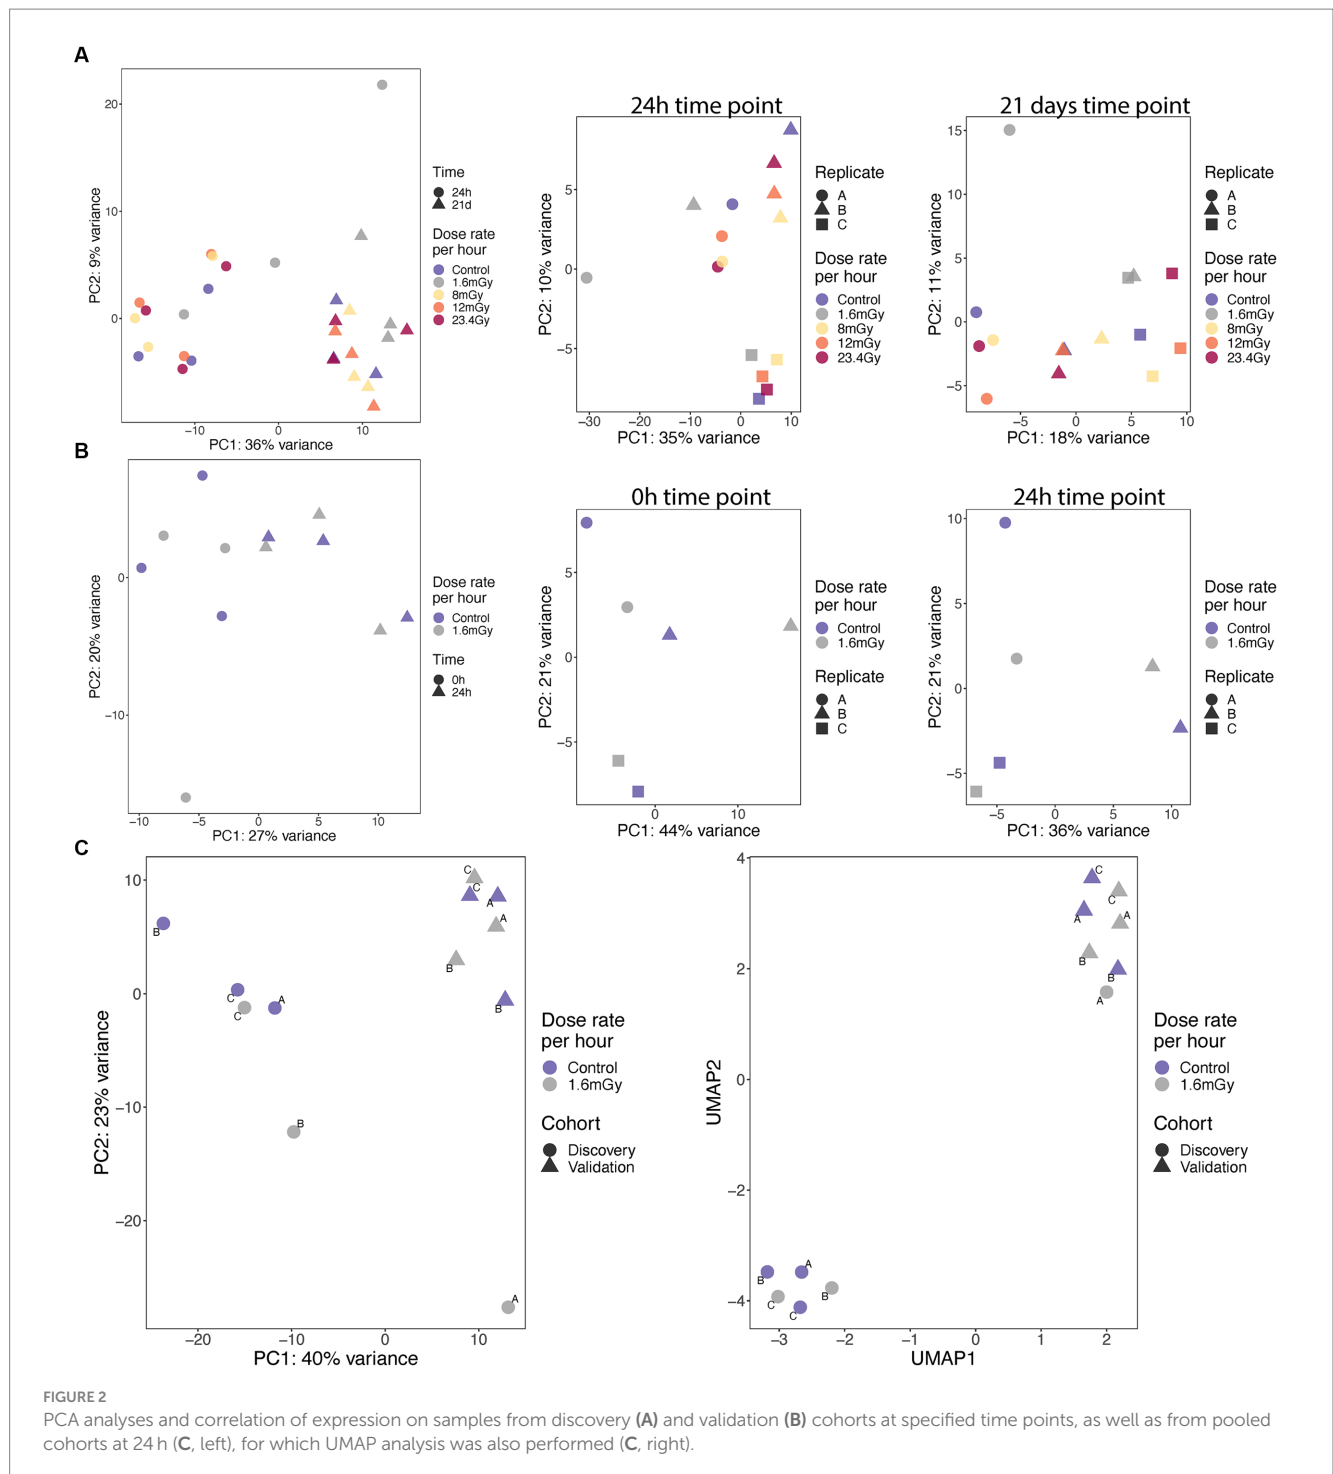 A
20
10
0
PC2: 9% variance
−10
0
10
PC1: 36% variance
Time
24h
21d
Dose rate
per hour
Control
1.6mGy
8mGy
12mGy
23.4Gy
24h time point
5
0
−5
PC2: 10% variance
−30
−20
−10
0
10
PC1: 35% variance
Replicate
A
B
C
Dose rate
per hour
Control
1.6mGy
8mGy
12mGy
23.4Gy
21 days time point
15
10
5
0
−5
PC2: 11% variance
−5
0
5
10
PC1: 18% variance
Replicate
A
B
C
Dose rate
per hour
Control
1.6mGy
8mGy
12mGy
23.4Gy
B
0
−10
PC2: 20% variance
−10
−5
0
5
10
PC1: 27% variance
Dose rate
per hour
Control
1.6mGy
Time
0h
24h
0h time point
5
0
−5
PC2: 21% variance
0
10
PC1: 44% variance
Dose rate
per hour
Control
1.6mGy
Replicate
A
B
C
24h time point
10
5
0
−5
PC2: 21% variance
−5
0
5
10
PC1: 36% variance
Dose rate
per hour
Control
1.6mGy
Replicate
A
B
C
C
10
0
−10
−20
PC2: 23% variance
C
C
A
A
B
B
B
C
A
C
B
A
−20
−10
0
10
PC1: 40% variance
Dose rate
per hour
Control
1.6mGy
Cohort
Discovery
Validation
4
2
0
−2
−4
UMAP2
C
C
A
A
B
B
A
A
B
C
B
C
−3
−2
−1
0
1
2
UMAP1
Dose rate
per hour
Control
1.6mGy
Cohort
Discovery
Validation
FIGURE 2
PCA analyses and correlation of expression on samples from discovery (A) and validation (B) cohorts at specified time points, as well as from pooled
cohorts at 24 h (C, left), for which UMAP analysis was also performed (C, right).